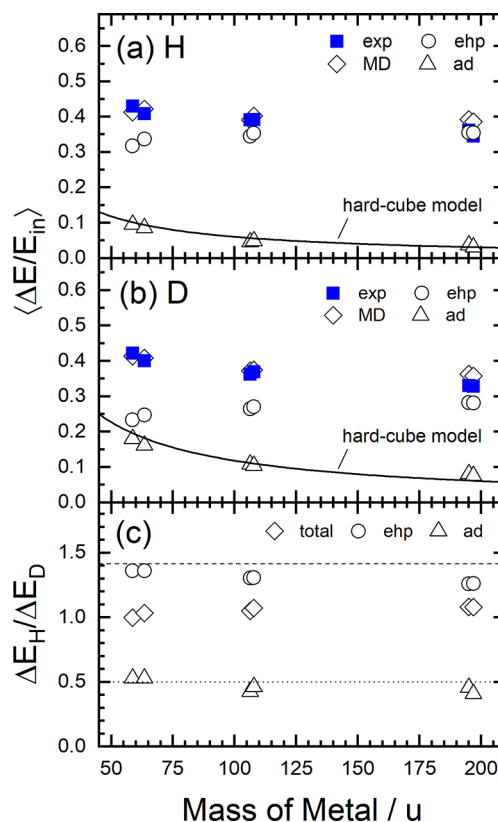 (a) H
exp
ehp
MD
ad
hard-cube model
0.6
0.5
0.4
0.3
0.2
0.1
0.0
(b) D
exp
ehp
MD
ad
hard-cube model
0.6
0.5
0.4
0.3
0.2
0.1
0.0
⟨ΔE/E_in⟩
(c)
total
ehp
ad
1.5
1.0
0.5
0.0
ΔE_H/ΔE_D
50 75 100 125 150 175 200
Mass of Metal / u